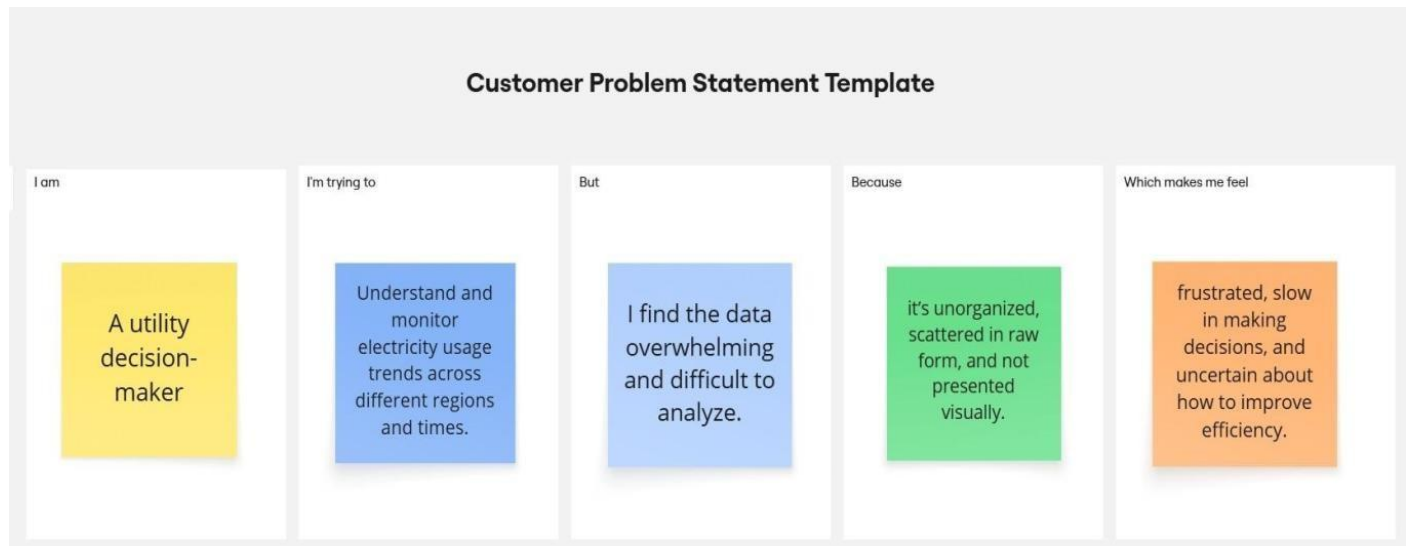 Customer Problem Statement Template
I am
A utility
decision-
maker
I'm trying to
Understand and
monitor
electricity usage
trends across
different regions
and times.
But
I find the data
overwhelming
and difficult to
analyze.
Because
it's unorganized,
scattered in raw
form, and not
presented
visually.
Which makes me feel
frustrated, slow
in making
decisions, and
uncertain about
how to improve
efficiency.